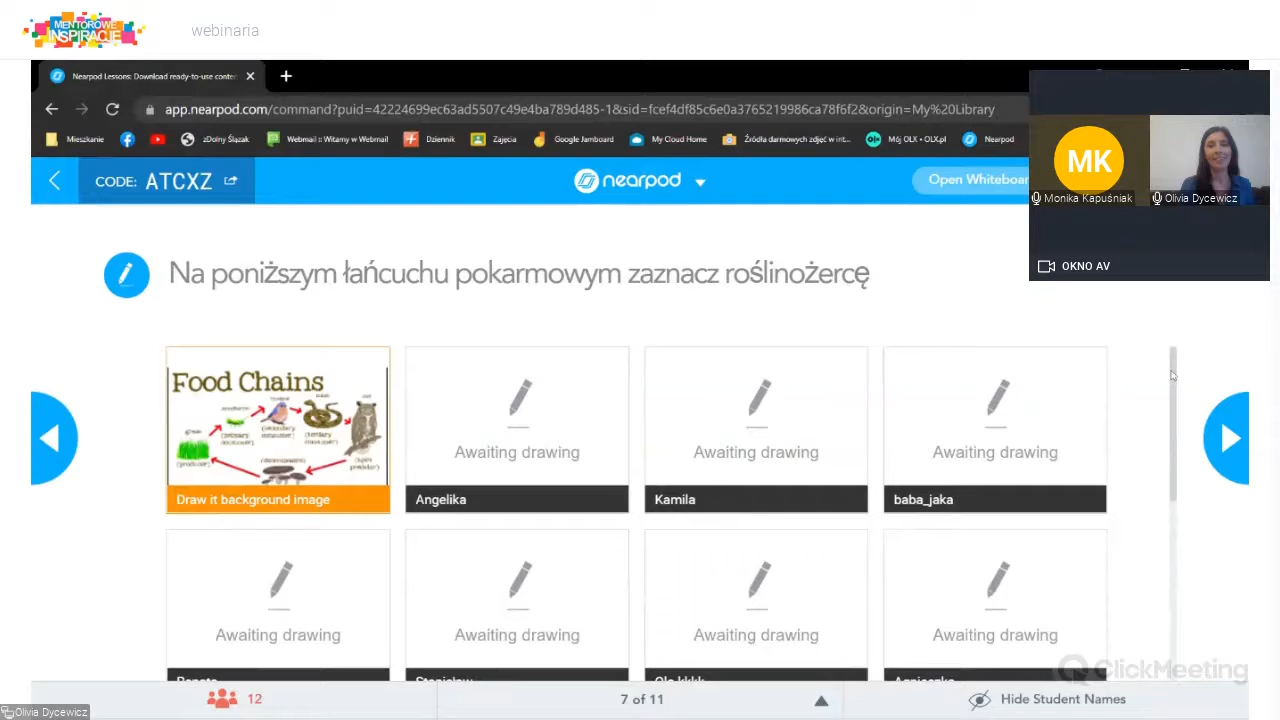 MENTOROWE
INSPIRACJE
webinaria
Nearpod Lessons: Download ready-to-use conte
app.nearpod.com/command?puid=42224699ec63ad5507c49e4ba789d485-1&sid=fcef4df85c6e0a3765219986ca78f6f2&origin=My%20Library
Mieszkanie
zDolny Ślązak
Webmail :: Witamy w Webmail
Dziennik
Zajęcia
Google Jamboard
My Cloud Home
Źródła darmowych zdjęć w int...
Mój OLX • OLX.pl
Nearpod
CODE: ATCXZ
nearpod
Open Whiteboar
MK
Monika Kapuśniak
Olivia Dycewicz
OKNO AV
Na poniższym łańcuchu pokarmowym zaznacz roślinożercę
Food Chains
Draw it background image
Awaiting drawing
Angelika
Awaiting drawing
Kamila
Awaiting drawing
baba_jaka
Awaiting drawing
Awaiting drawing
Awaiting drawing
Awaiting drawing
ClickMeeting
12
7 of 11
Hide Student Names
Olivia Dycewicz